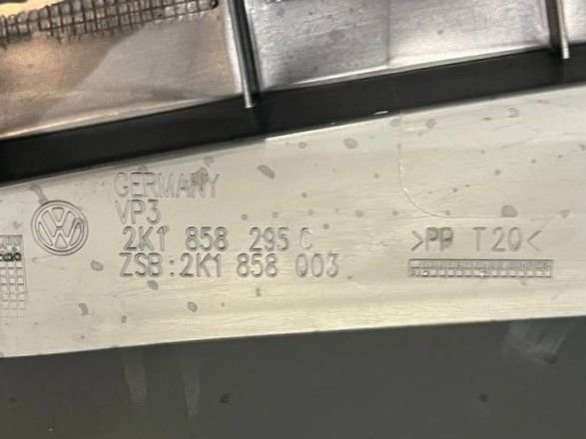 GERMANY
VP3
2K1 858 295 C
ZSB:2K1 858 003
>PP T20<